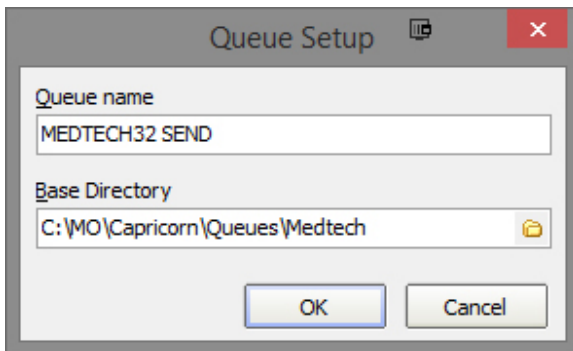 Queue Setup
Queue name
MEDTECH32 SEND
Base Directory
C:\MO\Capricorn\Queues\Medtech
OK
Cancel